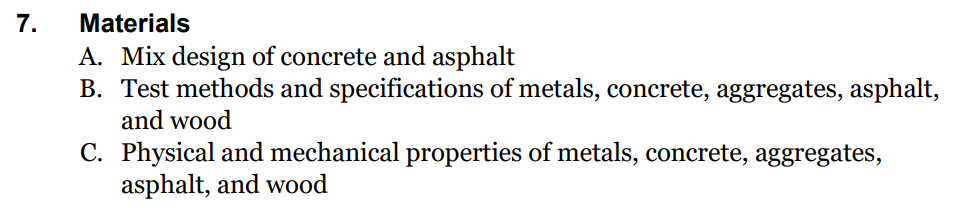 7. Materials
A. Mix design of concrete and asphalt
B. Test methods and specifications of metals, concrete, aggregates, asphalt,
and wood
C. Physical and mechanical properties of metals, concrete, aggregates,
asphalt, and wood